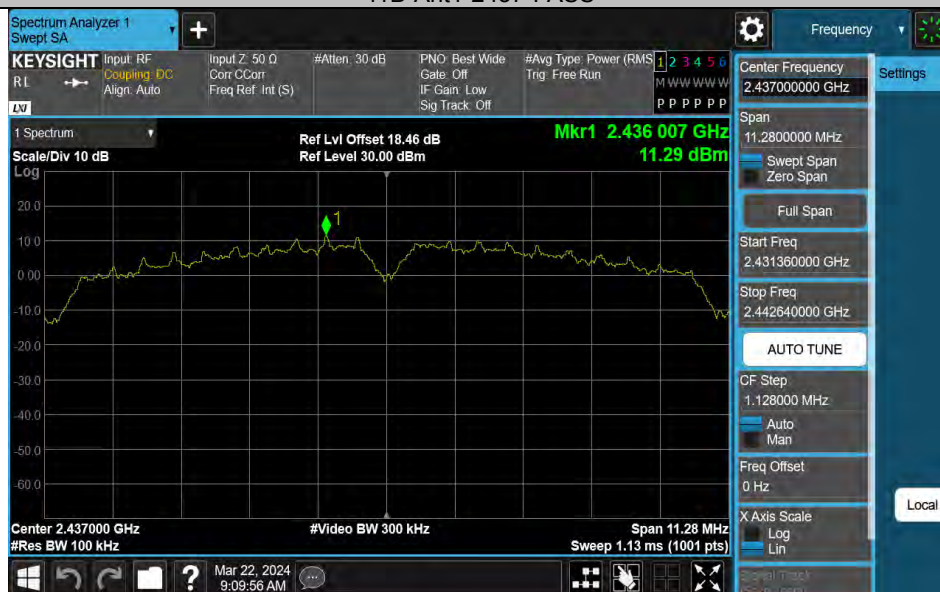 Spectrum Analyzer 1
Swept SA
+
Frequency
KEYSIGHT
RL
LXI
Input: RF
Coupling: DC
Align: Auto
Input Z: 50 Ω
Corr CCorr
Freq Ref: Int (S)
#Atten: 30 dB
PNO: Best Wide
Gate: Off
IF Gain: Low
Sig Track: Off
#Avg Type: Power (RMS
Trig: Free Run
1 2 3 4 5 6
M W W W W W
P P P P P P
1 Spectrum
Scale/Div 10 dB
Log
Ref Lvl Offset 18.46 dB
Ref Level 30.00 dBm
Mkr1 2.436 007 GHz
11.29 dBm
1
20.0
10.0
0.00
-10.0
-20.0
-30.0
-40.0
-50.0
-60.0
Center 2.437000 GHz
#Res BW 100 kHz
#Video BW 300 kHz
Span 11.28 MHz
Sweep 1.13 ms (1001 pts)
?
Mar 22, 2024
9:09:56 AM
Center Frequency
2.437000000 GHz
Settings
Span
11.2800000 MHz
Swept Span
Zero Span
Full Span
Start Freq
2.431360000 GHz
Stop Freq
2.442640000 GHz
AUTO TUNE
CF Step
1.128000 MHz
Auto
Man
Freq Offset
0 Hz
Local
X Axis Scale
Log
Lin
Signal Track